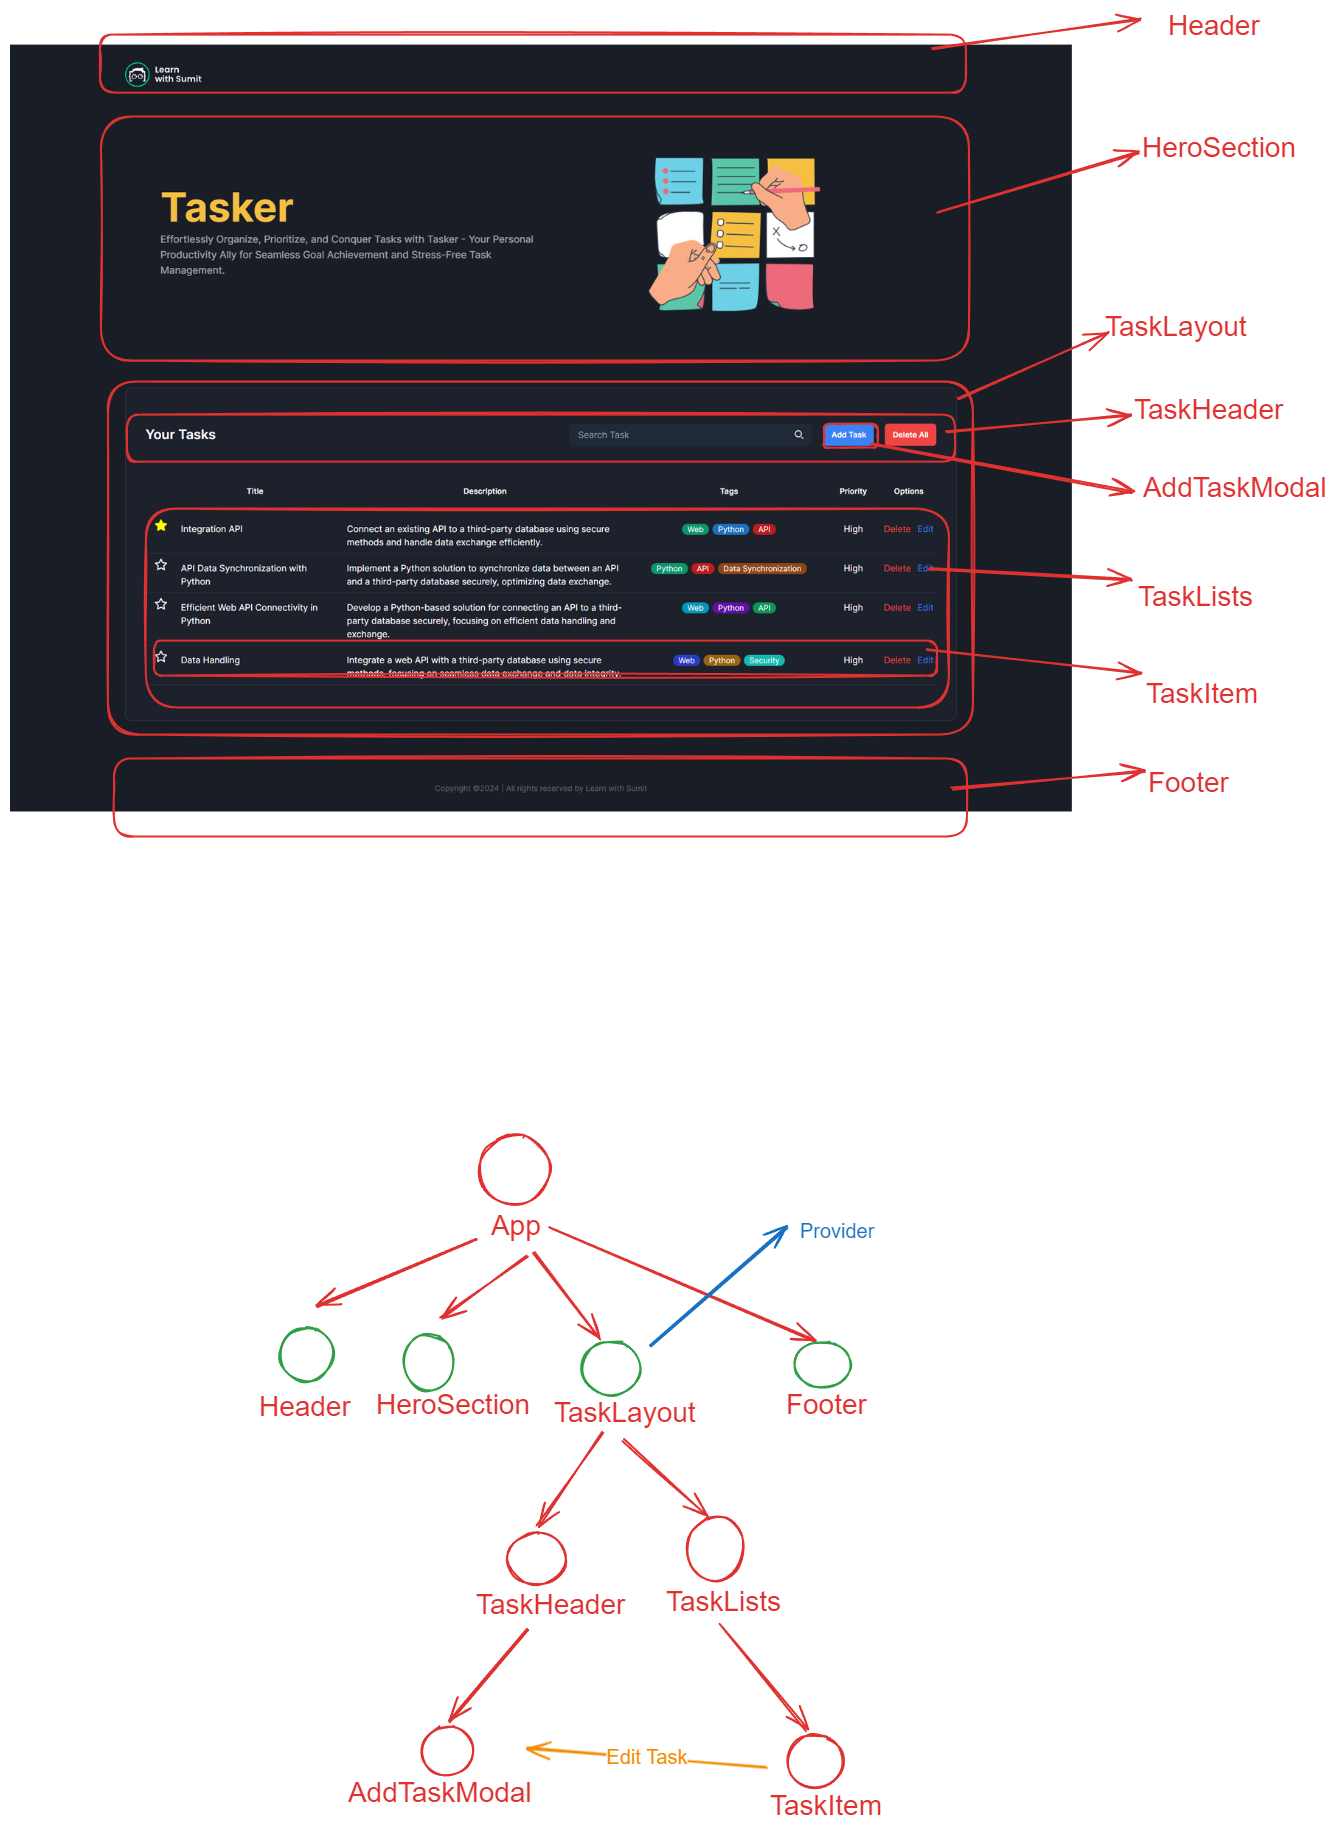 Header
Learn
with Sumit
HeroSection
Tasker
Effortlessly Organize, Prioritize, and Conquer Tasks with Tasker - Your Personal
Productivity Ally for Seamless Goal Achievement and Stress-Free Task
Management.
TaskLayout
TaskHeader
Your Tasks
Search Task
Add Task
Delete All
AddTaskModal
Title Description Tags Priority Options
Integration API
Connect an existing API to a third-party database using secure
methods and handle data exchange efficiently.
Web Python API
High
Delete Edit
API Data Synchronization with
Python
Implement a Python solution to synchronize data between an API
and a third-party database securely, optimizing data exchange.
Python API Data Synchronization
High
Delete Edit
TaskLists
Efficient Web API Connectivity in
Python
Develop a Python-based solution for connecting an API to a third-
party database securely, focusing on efficient data handling and
exchange.
Web Python API
High
Delete Edit
Data Handling
Integrate a web API with a third-party database using secure
methods, focusing on seamless data exchange and data integrity.
Web Python Security
High
Delete Edit
TaskItem
Footer
Copyright ©2024 | All rights reserved by Learn with Sumit
App
Provider
Header
HeroSection
TaskLayout
Footer
TaskHeader
TaskLists
Edit Task
AddTaskModal
TaskItem